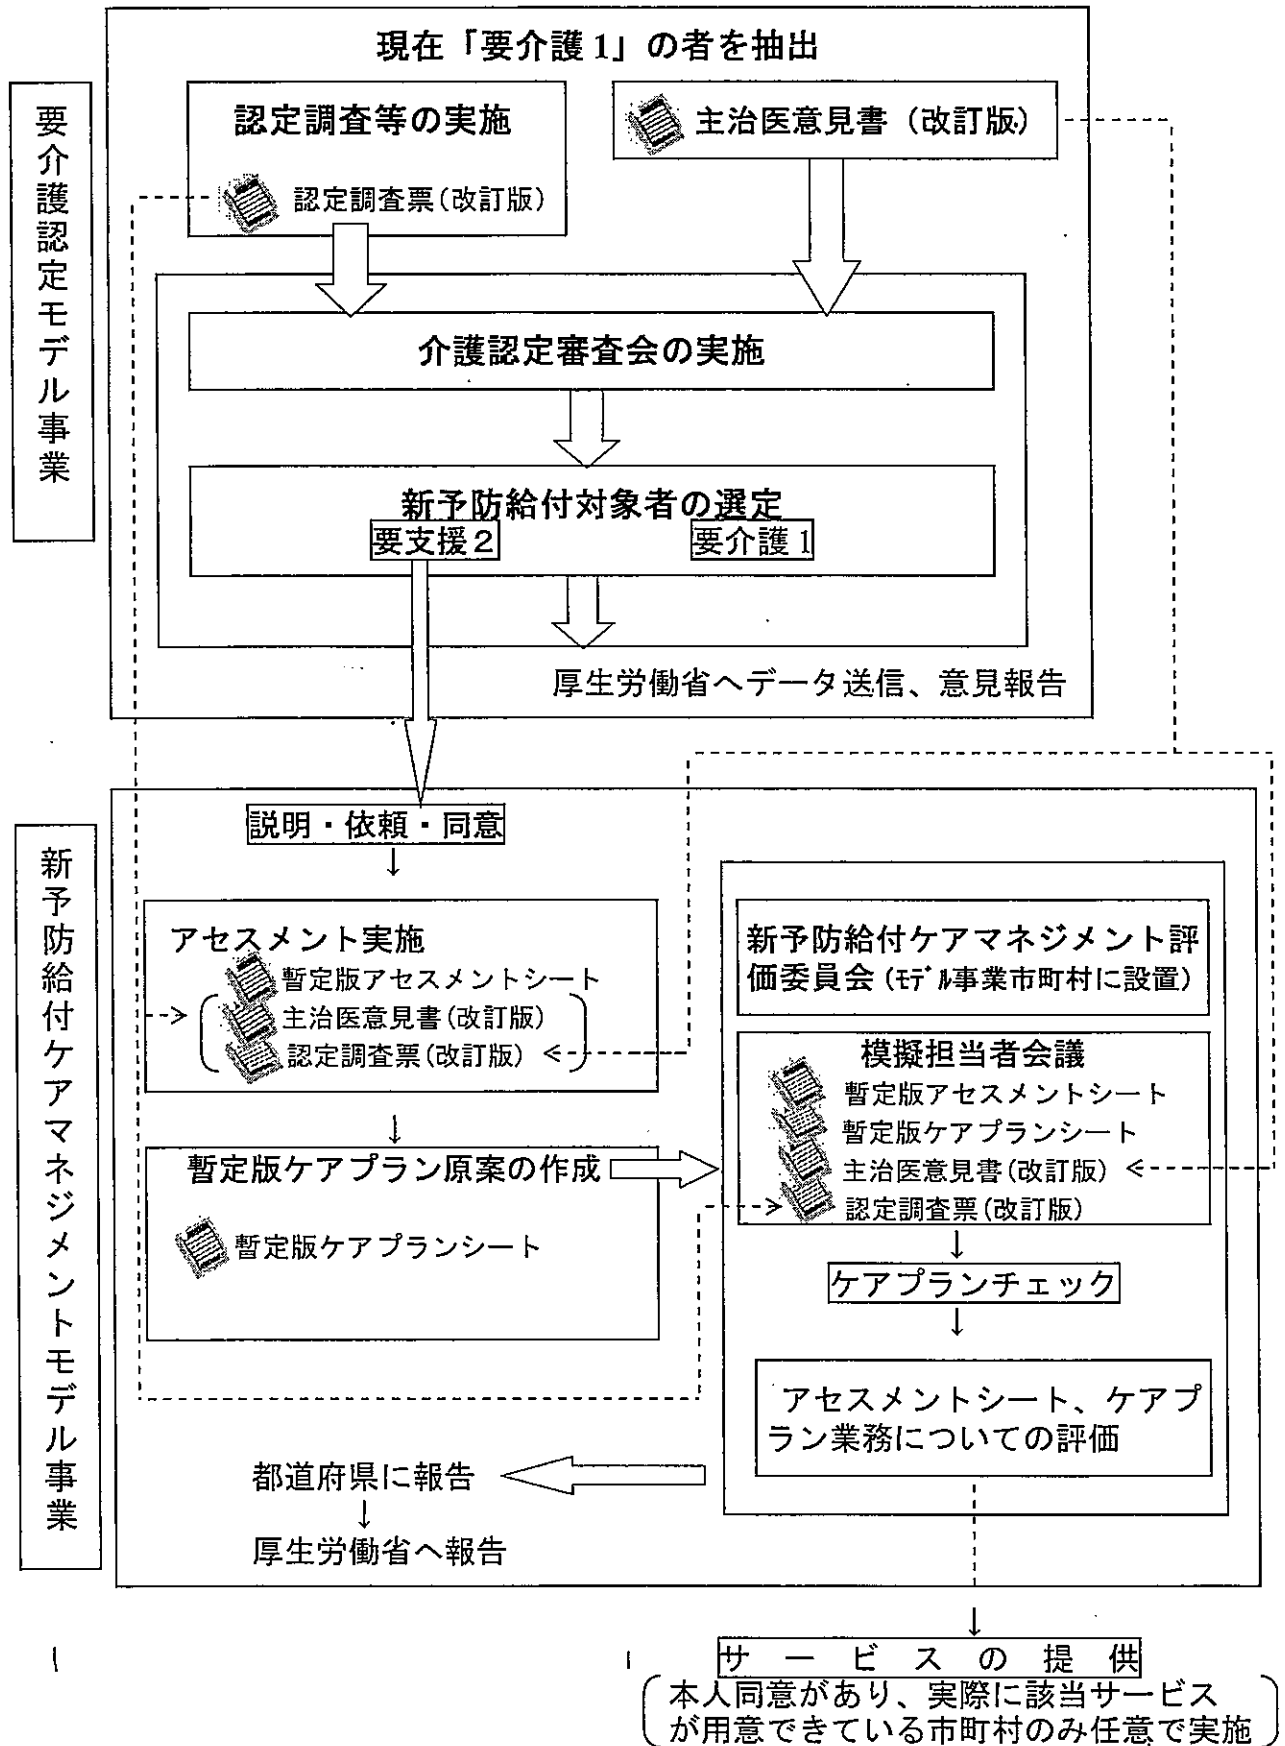 現在「要介護1」の者を抽出
要介護認定モデル事業
認定調査等の実施
認定調査票(改訂版)
主治医意見書(改訂版)
介護認定審査会の実施
新予防給付対象者の選定
要支援2
要介護1
厚生労働省へデータ送信、意見報告
新予防給付ケアマネジメントモデル事業
説明・依頼・同意
↓
アセスメント実施
暫定版アセスメントシート
主治医意見書(改訂版)
認定調査票(改訂版)
↓
暫定版ケアプラン原案の作成
暫定版ケアプランシート
新予防給付ケアマネジメント評
価委員会(モデル事業市町村に設置)
模擬担当者会議
暫定版アセスメントシート
暫定版ケアプランシート
主治医意見書(改訂版)
認定調査票(改訂版)
↓
ケアプランチェック
↓
アセスメントシート、ケアプ
ラン業務についての評価
都道府県に報告
↓
厚生労働省へ報告
↓
サービスの提供
(本人同意があり、実際に該当サービス
が用意できている市町村のみ任意で実施)